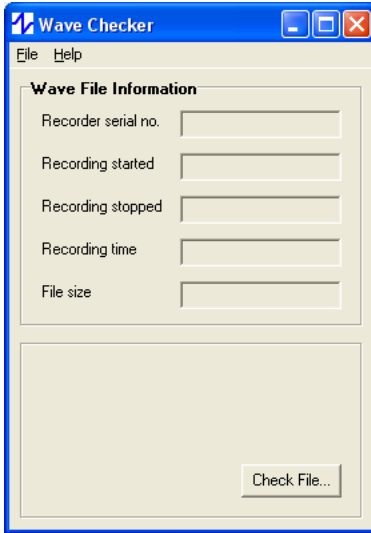 Wave Checker
File Help
Wave File Information
Recorder serial no.
Recording started
Recording stopped
Recording time
File size
Check File...